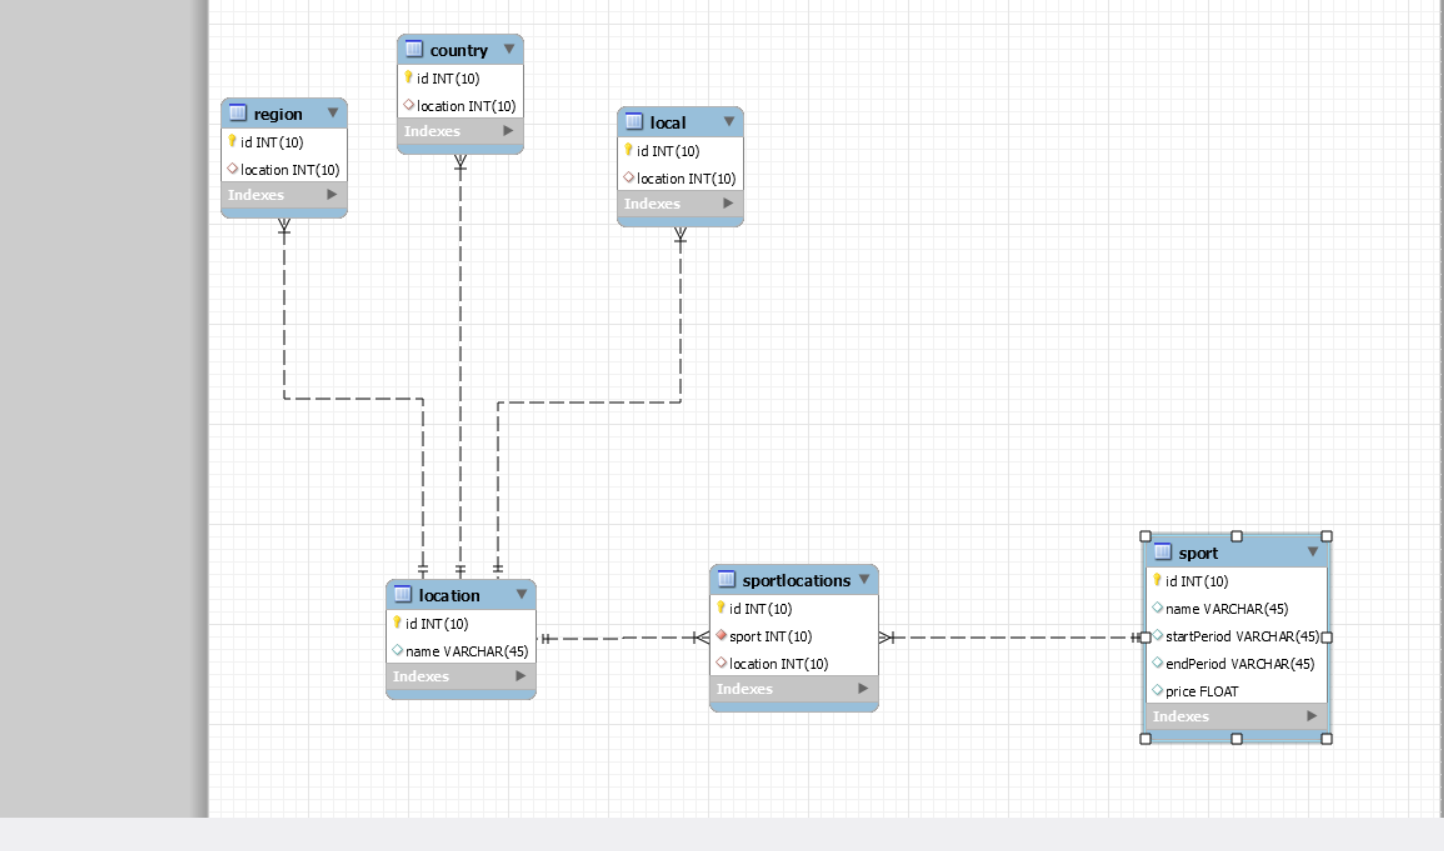 country
id INT(10)
location INT(10)
Indexes
region
id INT(10)
location INT(10)
Indexes
local
id INT(10)
location INT(10)
Indexes
location
id INT(10)
name VARCHAR(45)
Indexes
sportlocations
id INT(10)
sport INT(10)
location INT(10)
Indexes
sport
id INT(10)
name VARCHAR(45)
startPeriod VARCHAR(45)
endPeriod VARCHAR(45)
price FLOAT
Indexes